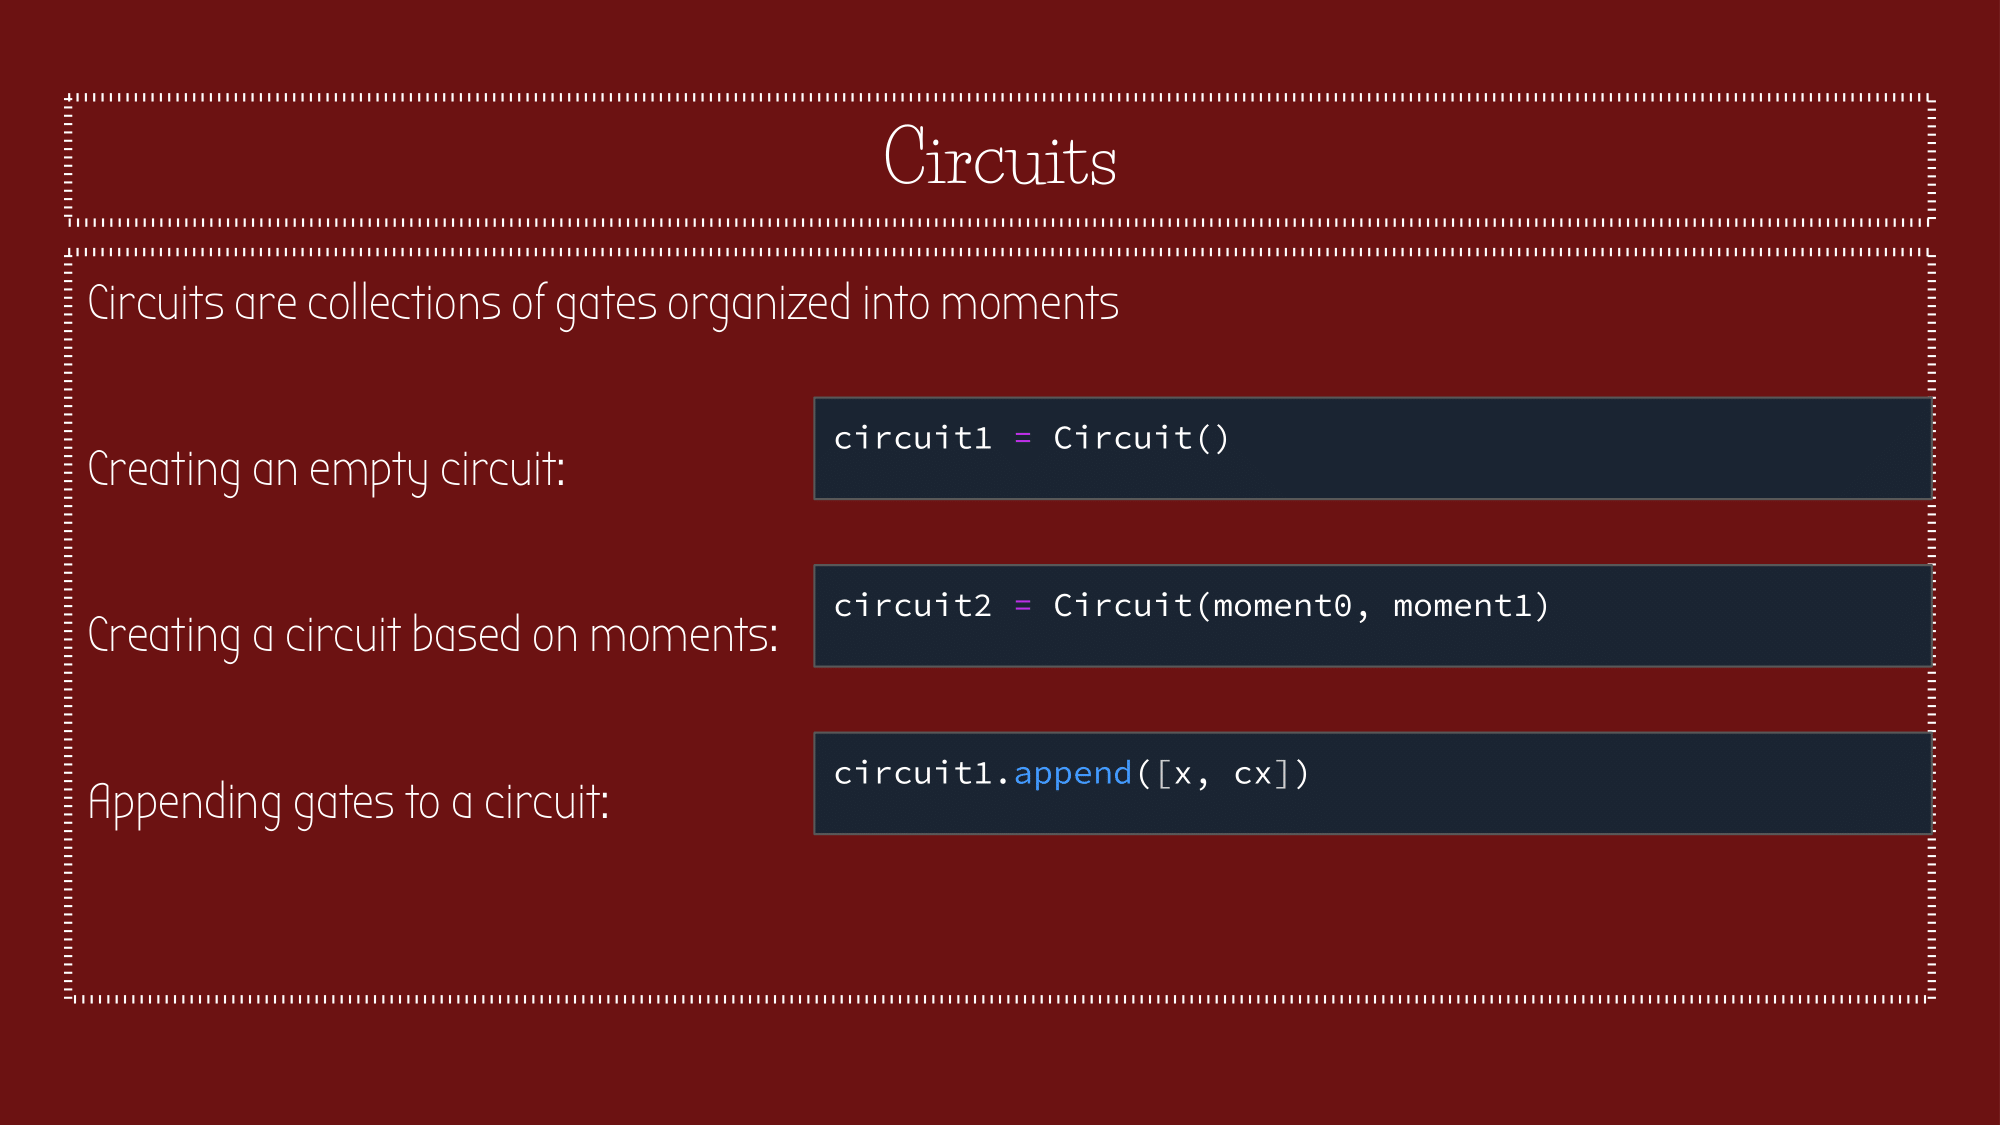 Circuits
Circuits are collections of gates organized into moments
Creating an empty circuit:
circuit1 = Circuit()
Creating a circuit based on moments:
circuit2 = Circuit(moment0, moment1)
Appending gates to a circuit:
circuit1.append([x, cx])